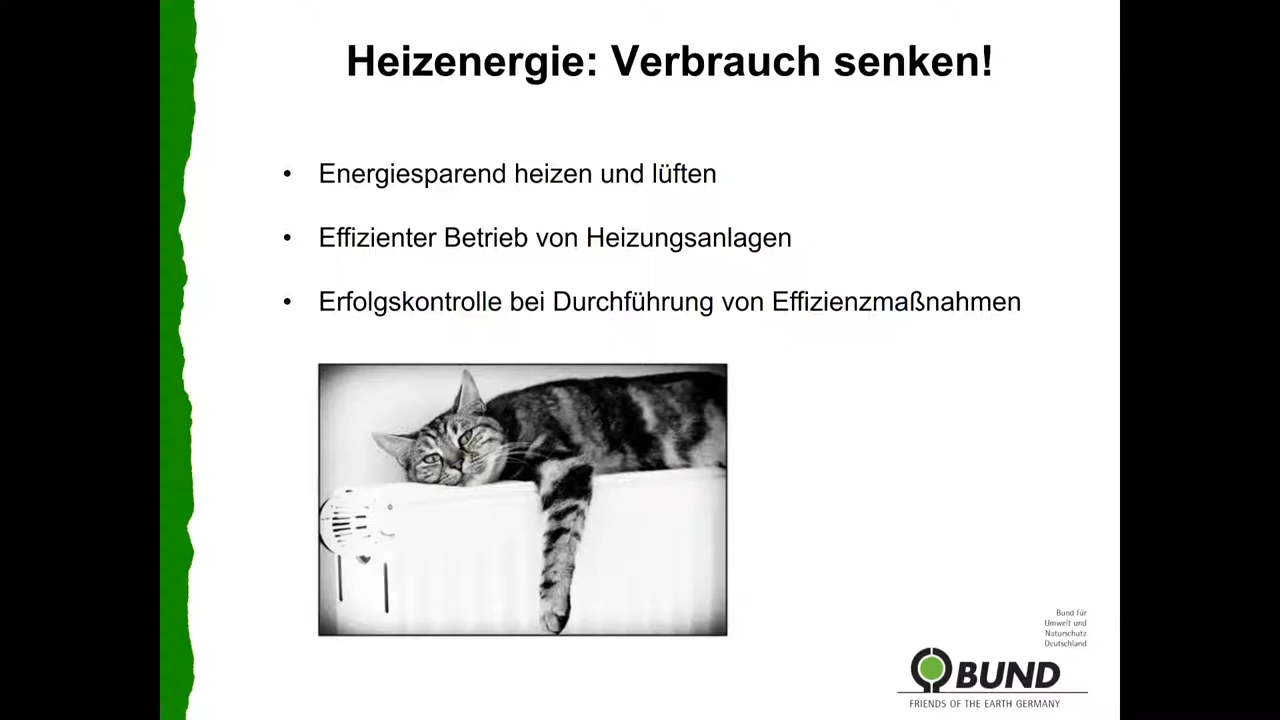 Heizenergie: Verbrauch senken!
• Energiesparend heizen und lüften
• Effizienter Betrieb von Heizungsanlagen
• Erfolgskontrolle bei Durchführung von Effizienzmaßnahmen
Bund für
Umwelt und
Naturschutz
Deutschland
BUND
FRIENDS OF THE EARTH GERMANY